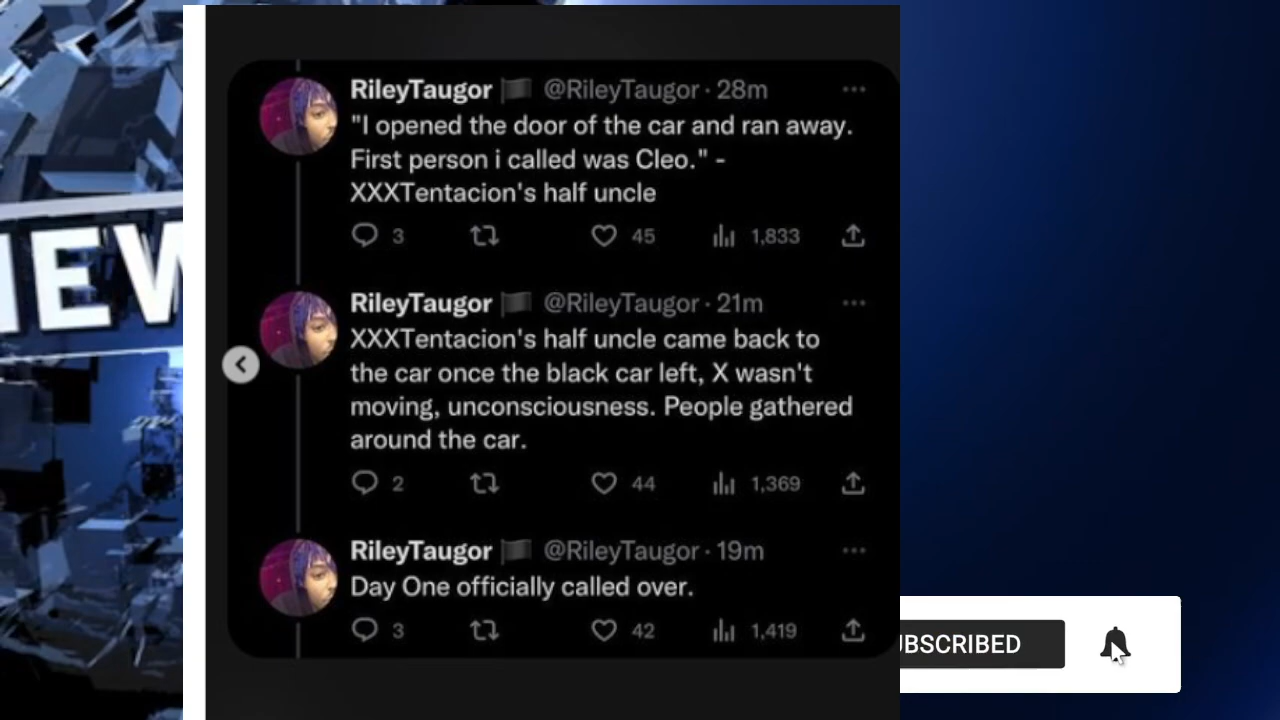 RileyTaugor 🏴 @RileyTaugor · 28m
"I opened the door of the car and ran away.
First person i called was Cleo." -
XXXTentacion's half uncle
3 45 1,833
RileyTaugor 🏴 @RileyTaugor · 21m
XXXTentacion's half uncle came back to
the car once the black car left, X wasn't
moving, unconsciousness. People gathered
around the car.
2 44 1,369
RileyTaugor 🏴 @RileyTaugor · 19m
Day One officially called over.
3 42 1,419
UBSCRIBED